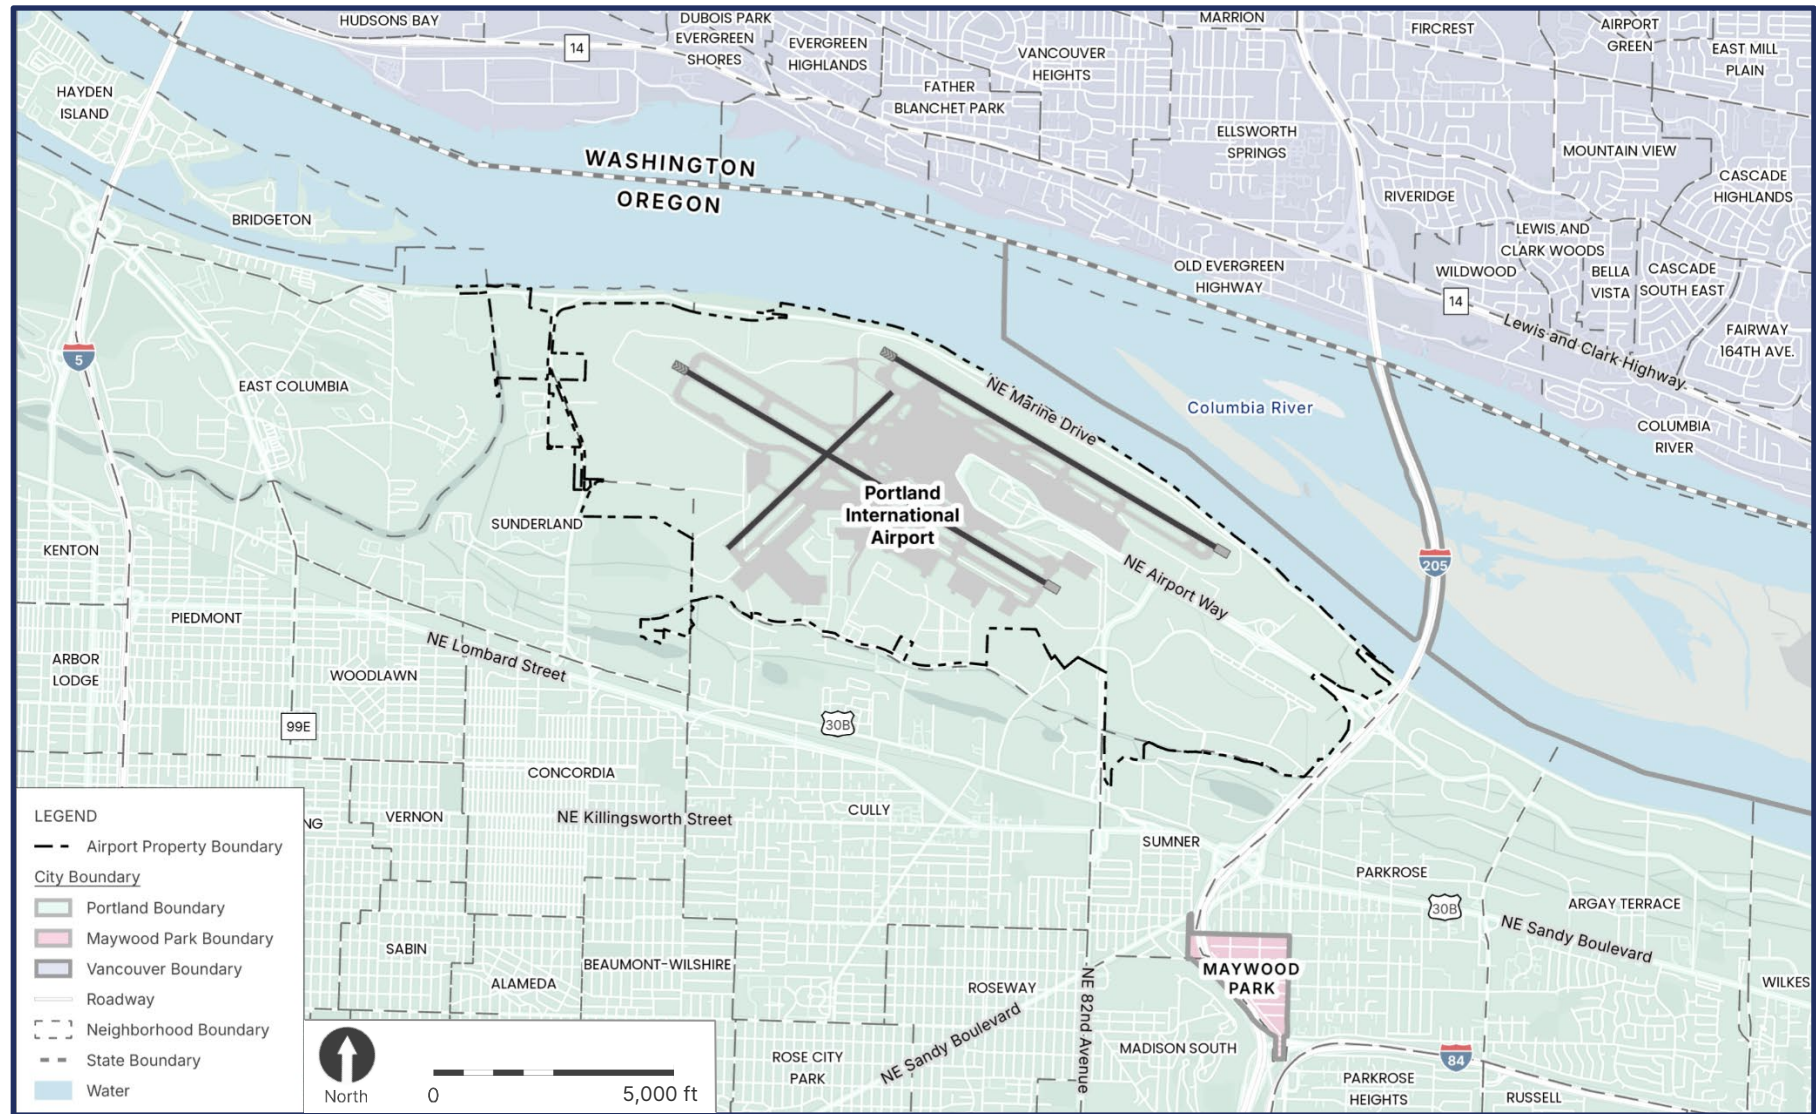 HUDSONS BAY
DUBOIS PARK
EVERGREEN
SHORES
MARRION
FIRCREST
AIRPORT
GREEN
14
EVERGREEN
HIGHLANDS
VANCOUVER
HEIGHTS
EAST MILL
PLAIN
HAYDEN
ISLAND
FATHER
BLANCHET PARK
ELLSWORTH
SPRINGS
MOUNTAIN VIEW
WASHINGTON
OREGON
CASCADE
HIGHLANDS
RIVERIDGE
BRIDGETON
LEWIS AND
CLARK WOODS
OLD EVERGREEN
HIGHWAY
WILDWOOD
BELLA
VISTA
CASCADE
SOUTH EAST
14
Lewis and Clark Highway
FAIRWAY
164TH AVE.
5
EAST COLUMBIA
NE Marine Drive
Columbia River
COLUMBIA
RIVER
Portland
International
Airport
SUNDERLAND
KENTON
205
NE Airport Way
PIEDMONT
NE Lombard Street
ARBOR
LODGE
WOODLAWN
99E
30B
CONCORDIA
CULLY
NE Killingsworth Street
VERNON
NG
SUMNER
PARKROSE
30B
ARGAY TERRACE
NE Sandy Boulevard
SABIN
BEAUMONT-WILSHIRE
ALAMEDA
ROSEWAY
NE 82nd Avenue
MAYWOOD
PARK
WILKES
NE Sandy Boulevard
MADISON SOUTH
ROSE CITY
PARK
84
PARKROSE
HEIGHTS
RUSSELL
LEGEND
Airport Property Boundary
City Boundary
Portland Boundary
Maywood Park Boundary
Vancouver Boundary
Roadway
Neighborhood Boundary
State Boundary
Water
North
0
5,000 ft